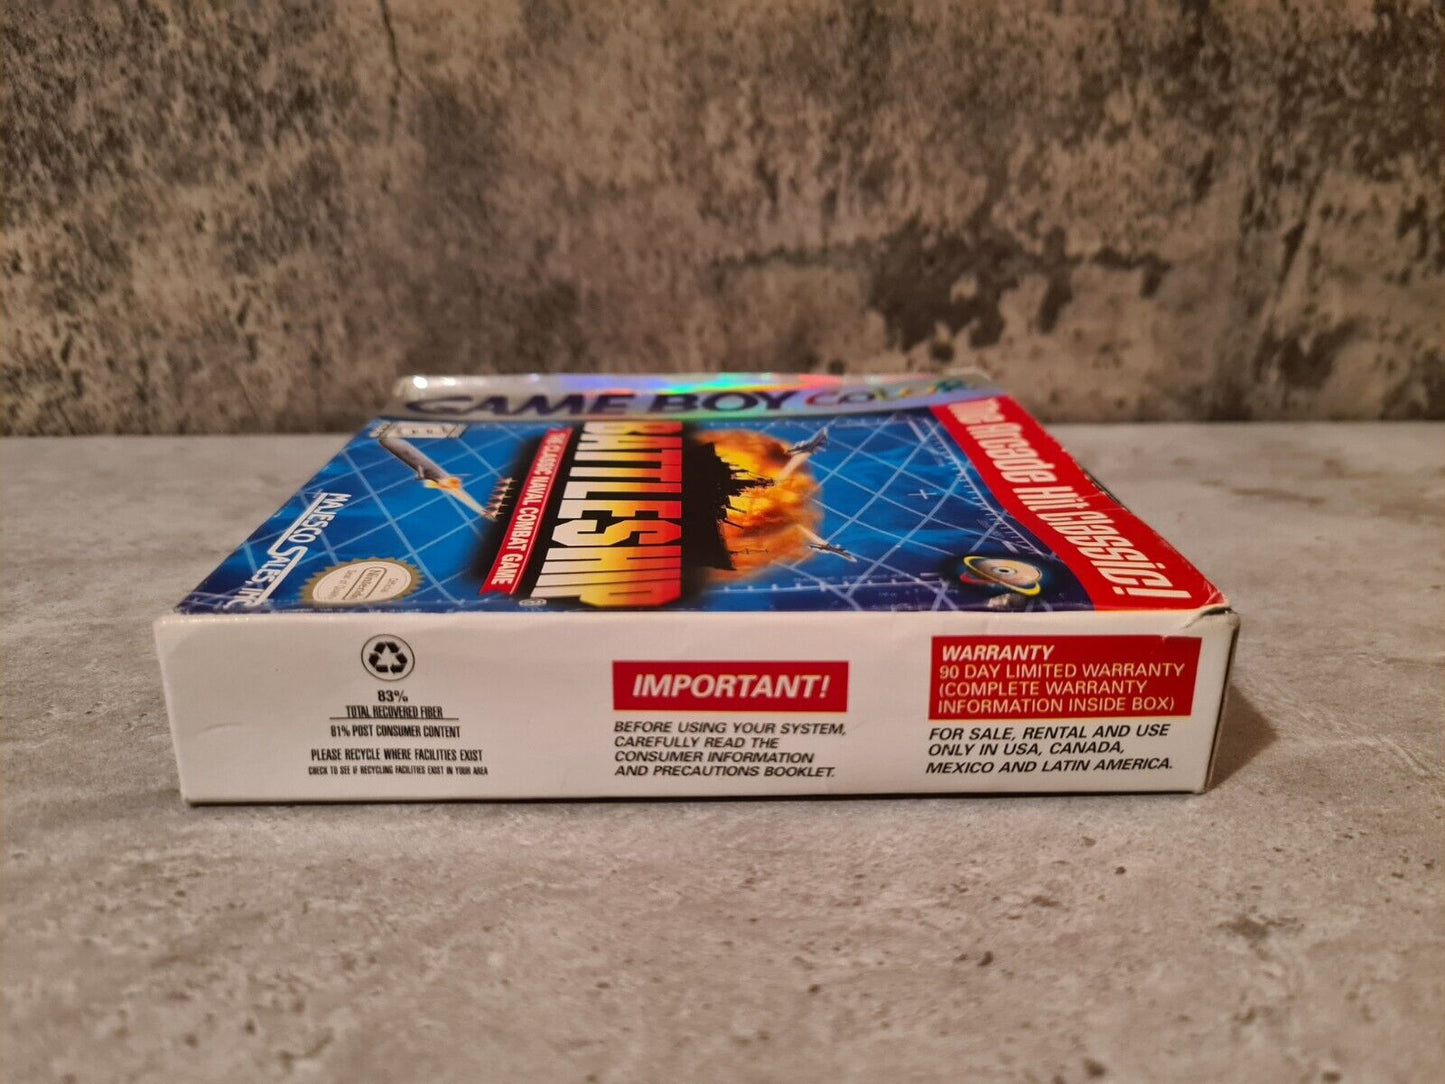 GAME BOY COLOR
The Arcade Hit Classic!
BATTLESHIP®
THE CLASSIC NAVAL COMBAT GAME
MAJESCO SALES, INC
Nintendo
83%
TOTAL RECOVERED FIBER
81% POST CONSUMER CONTENT
PLEASE RECYCLE WHERE FACILITIES EXIST
CHECK TO SEE IF RECYCLING FACILITIES EXIST IN YOUR AREA
IMPORTANT!
BEFORE USING YOUR SYSTEM,
CAREFULLY READ THE
CONSUMER INFORMATION
AND PRECAUTIONS BOOKLET.
WARRANTY
90 DAY LIMITED WARRANTY
(COMPLETE WARRANTY
INFORMATION INSIDE BOX)
FOR SALE, RENTAL AND USE
ONLY IN USA, CANADA,
MEXICO AND LATIN AMERICA.